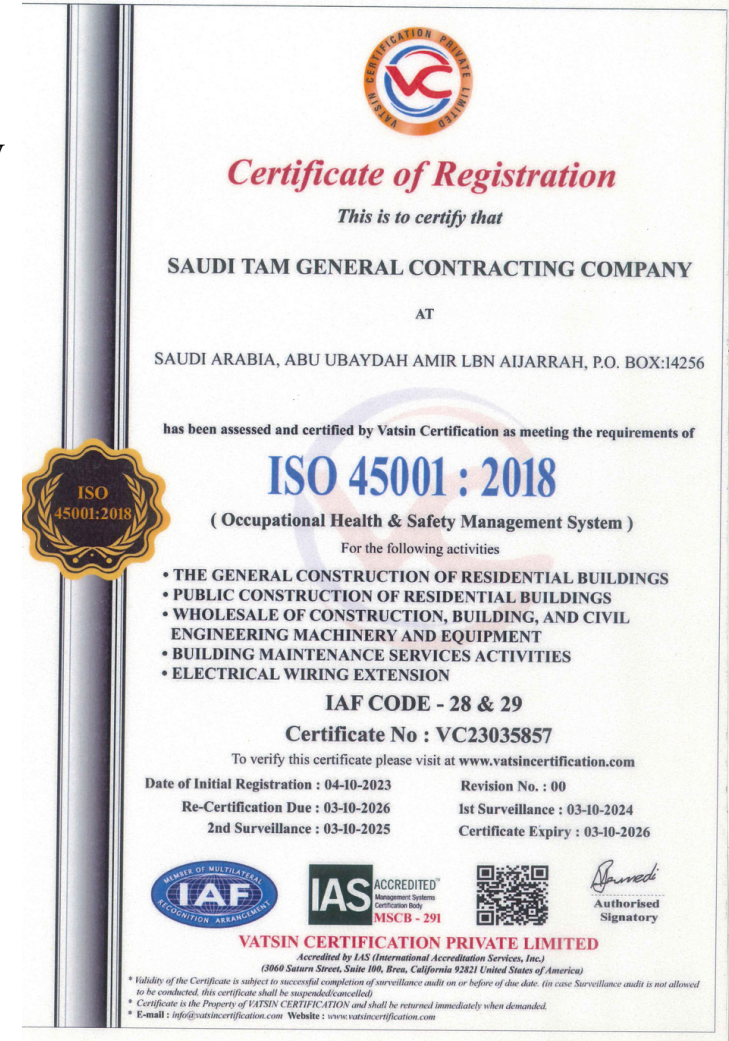 VATSIN CERTIFICATION PRIVATE LIMITED
VC
Certificate of Registration
This is to certify that
SAUDI TAM GENERAL CONTRACTING COMPANY
AT
SAUDI ARABIA, ABU UBAYDAH AMIR LBN AIJARRAH, P.O. BOX:14256
has been assessed and certified by Vatsin Certification as meeting the requirements of
ISO 45001 : 2018
ISO
45001:2018
( Occupational Health & Safety Management System )
For the following activities
• THE GENERAL CONSTRUCTION OF RESIDENTIAL BUILDINGS
• PUBLIC CONSTRUCTION OF RESIDENTIAL BUILDINGS
• WHOLESALE OF CONSTRUCTION, BUILDING, AND CIVIL
ENGINEERING MACHINERY AND EQUIPMENT
• BUILDING MAINTENANCE SERVICES ACTIVITIES
• ELECTRICAL WIRING EXTENSION
IAF CODE - 28 & 29
Certificate No : VC23035857
To verify this certificate please visit at www.vatsincertification.com
Date of Initial Registration : 04-10-2023
Revision No. : 00
Re-Certification Due : 03-10-2026
1st Surveillance : 03-10-2024
2nd Surveillance : 03-10-2025
Certificate Expiry : 03-10-2026
MEMBER OF MULTILATERAL
IAF
RECOGNITION ARRANGEMENT
IAS
ACCREDITED™
Management Systems
Certification Body
MSCB - 291
Authorised
Signatory
VATSIN CERTIFICATION PRIVATE LIMITED
Accredited by IAS (International Accreditation Services, Inc.)
(3060 Saturn Street, Suite 100, Brea, California 92821 United States of America)
* Validity of the Certificate is subject to successful completion of surveillance audit on or before of due date. (in case Surveillance audit is not allowed
to be conducted, this certificate shall be suspended/cancelled)
* Certificate is the Property of VATSIN CERTIFICATION and shall be returned immediately when demanded.
* E-mail : info@vatsincertification.com Website : www.vatsincertification.com